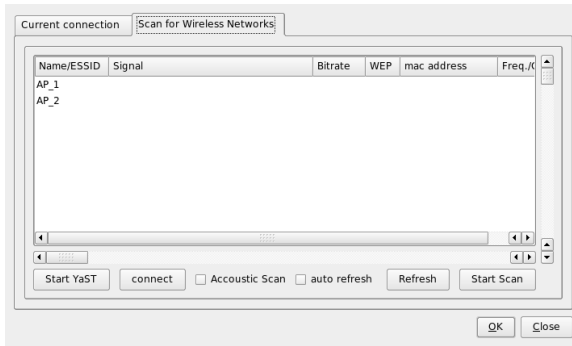 Current connection Scan for Wireless Networks
Name/ESSID Signal Bitrate WEP mac address Freq./
AP_1
AP_2
Start YaST connect Accoustic Scan auto refresh Refresh Start Scan
OK Close